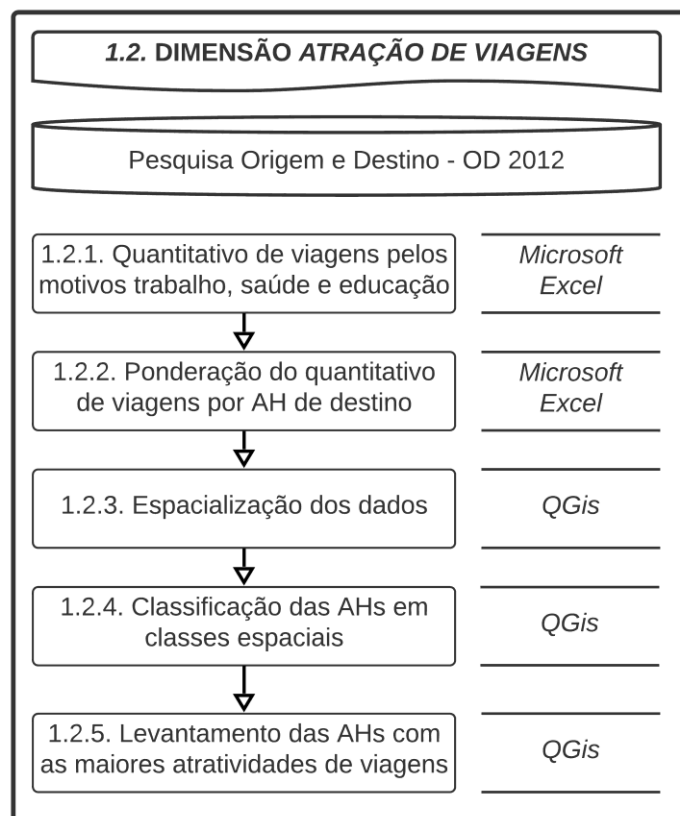 1.2. DIMENSÃO ATRAÇÃO DE VIAGENS
Pesquisa Origem e Destino - OD 2012
1.2.1. Quantitativo de viagens pelos
motivos trabalho, saúde e educação
Microsoft
Excel
1.2.2. Ponderação do quantitativo
de viagens por AH de destino
Microsoft
Excel
1.2.3. Espacialização dos dados
QGis
1.2.4. Classificação das AHs em
classes espaciais
QGis
1.2.5. Levantamento das AHs com
as maiores atratividades de viagens
QGis